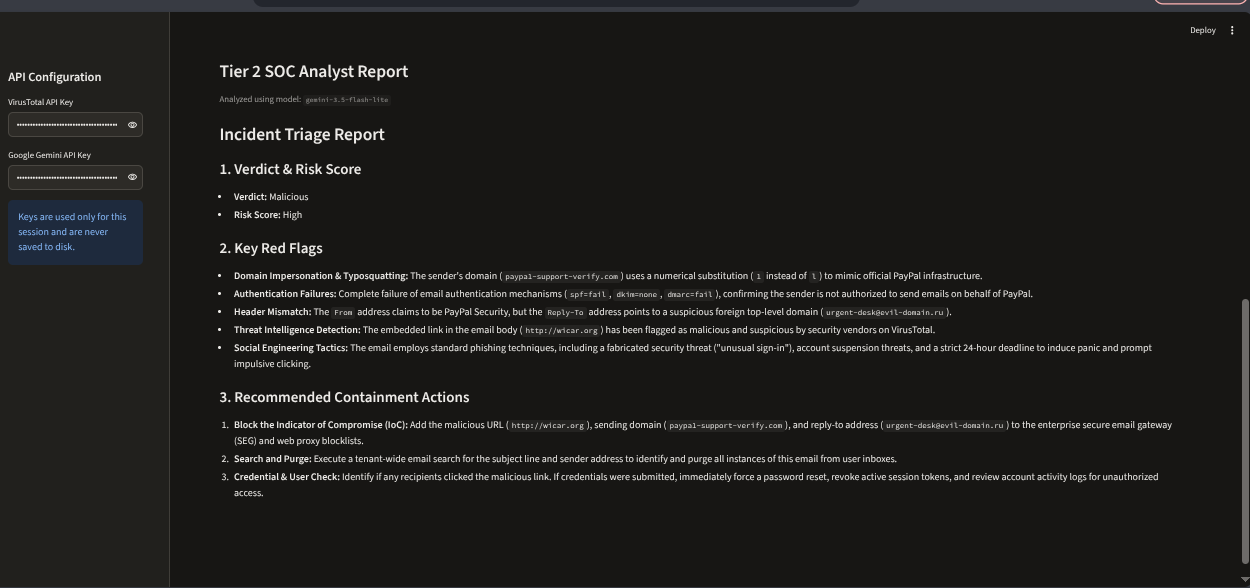 Deploy
API Configuration
VirusTotal API Key
Google Gemini API Key
Keys are used only for this
session and are never
saved to disk.
Tier 2 SOC Analyst Report
Analyzed using model: gemini-3.5-flash-lite
Incident Triage Report
1. Verdict & Risk Score
• Verdict: Malicious
• Risk Score: High
2. Key Red Flags
• Domain Impersonation & Typosquatting: The sender's domain ( paypa1-support-verify.com ) uses a numerical substitution ( 1 instead of l ) to mimic official PayPal infrastructure.
• Authentication Failures: Complete failure of email authentication mechanisms ( spf=fail , dkim=none , dmarc=fail ), confirming the sender is not authorized to send emails on behalf of PayPal.
• Header Mismatch: The From address claims to be PayPal Security, but the Reply-To address points to a suspicious foreign top-level domain ( urgent-desk@evil-domain.ru ).
• Threat Intelligence Detection: The embedded link in the email body ( http://wicar.org ) has been flagged as malicious and suspicious by security vendors on VirusTotal.
• Social Engineering Tactics: The email employs standard phishing techniques, including a fabricated security threat ("unusual sign-in"), account suspension threats, and a strict 24-hour deadline to induce panic and prompt
impulsive clicking.
3. Recommended Containment Actions
1. Block the Indicator of Compromise (IoC): Add the malicious URL ( http://wicar.org ), sending domain ( paypa1-support-verify.com ), and reply-to address ( urgent-desk@evil-domain.ru ) to the enterprise secure email gateway
(SEG) and web proxy blocklists.
2. Search and Purge: Execute a tenant-wide email search for the subject line and sender address to identify and purge all instances of this email from user inboxes.
3. Credential & User Check: Identify if any recipients clicked the malicious link. If credentials were submitted, immediately force a password reset, revoke active session tokens, and review account activity logs for unauthorized
access.